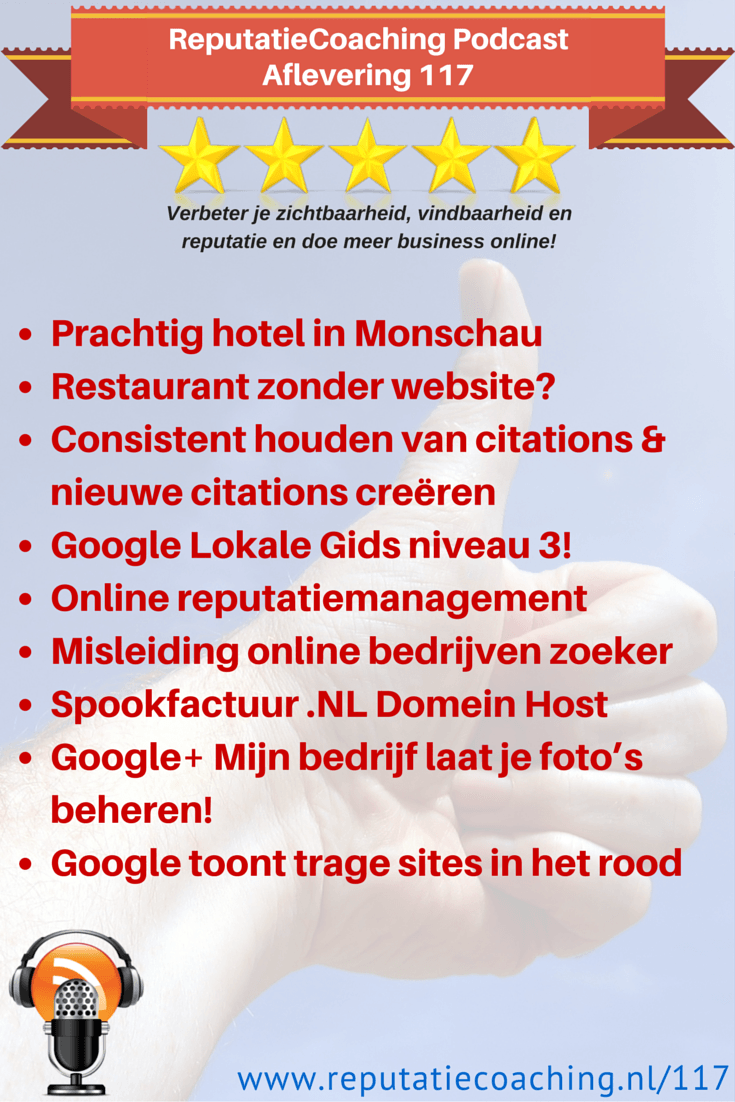 ReputatieCoaching Podcast
Aflevering 117
Verbeter je zichtbaarheid, vindbaarheid en
reputatie en doe meer business online!
• Prachtig hotel in Monschau
• Restaurant zonder website?
• Consistent houden van citations &
nieuwe citations creëren
• Google Lokale Gids niveau 3!
• Online reputatiemanagement
• Misleiding online bedrijven zoeker
• Spookfactuur .NL Domein Host
• Google+ Mijn bedrijf laat je foto’s
beheren!
• Google toont trage sites in het rood
www.reputatiecoaching.nl/117